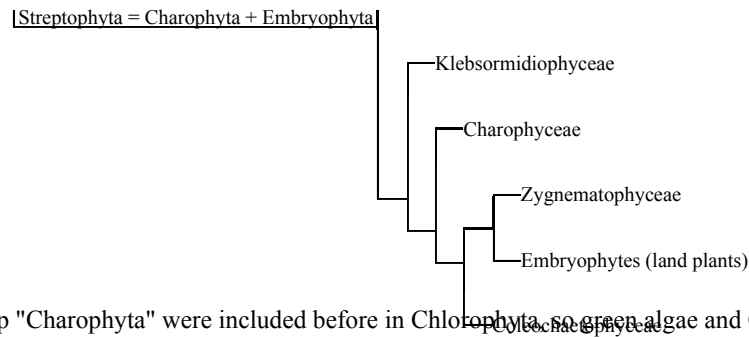 Streptophyta = Charophyta + Embryophyta
Klebsormidiophyceae
Charophyceae
Zygnematophyceae
Embryophytes (land plants)
Coleochaetophyceae
"Charophyta" were included before in Chlorophyta, so green algae and